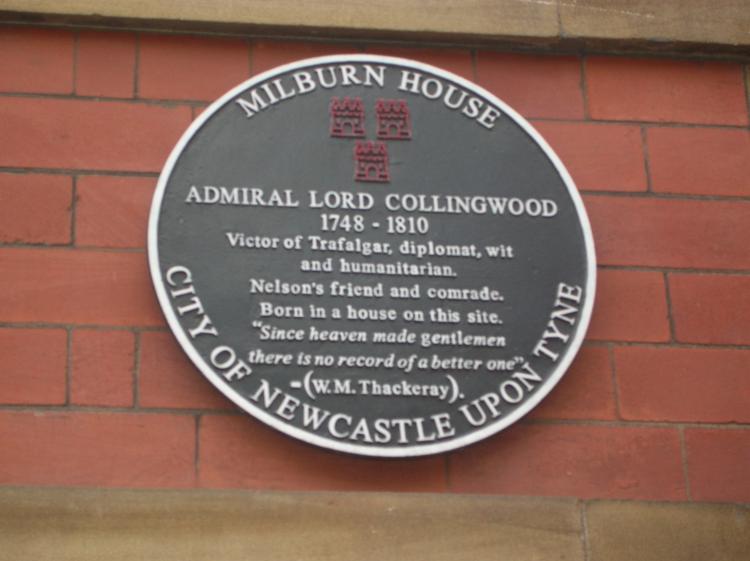 MILBURN HOUSE
ADMIRAL LORD COLLINGWOOD
1748 - 1810
Victor of Trafalgar, diplomat, wit
and humanitarian.
Nelson's friend and comrade.
Born in a house on this site.
"Since heaven made gentlemen
there is no record of a better one"
-(W.M. Thackeray).
CITY OF NEWCASTLE UPON TYNE